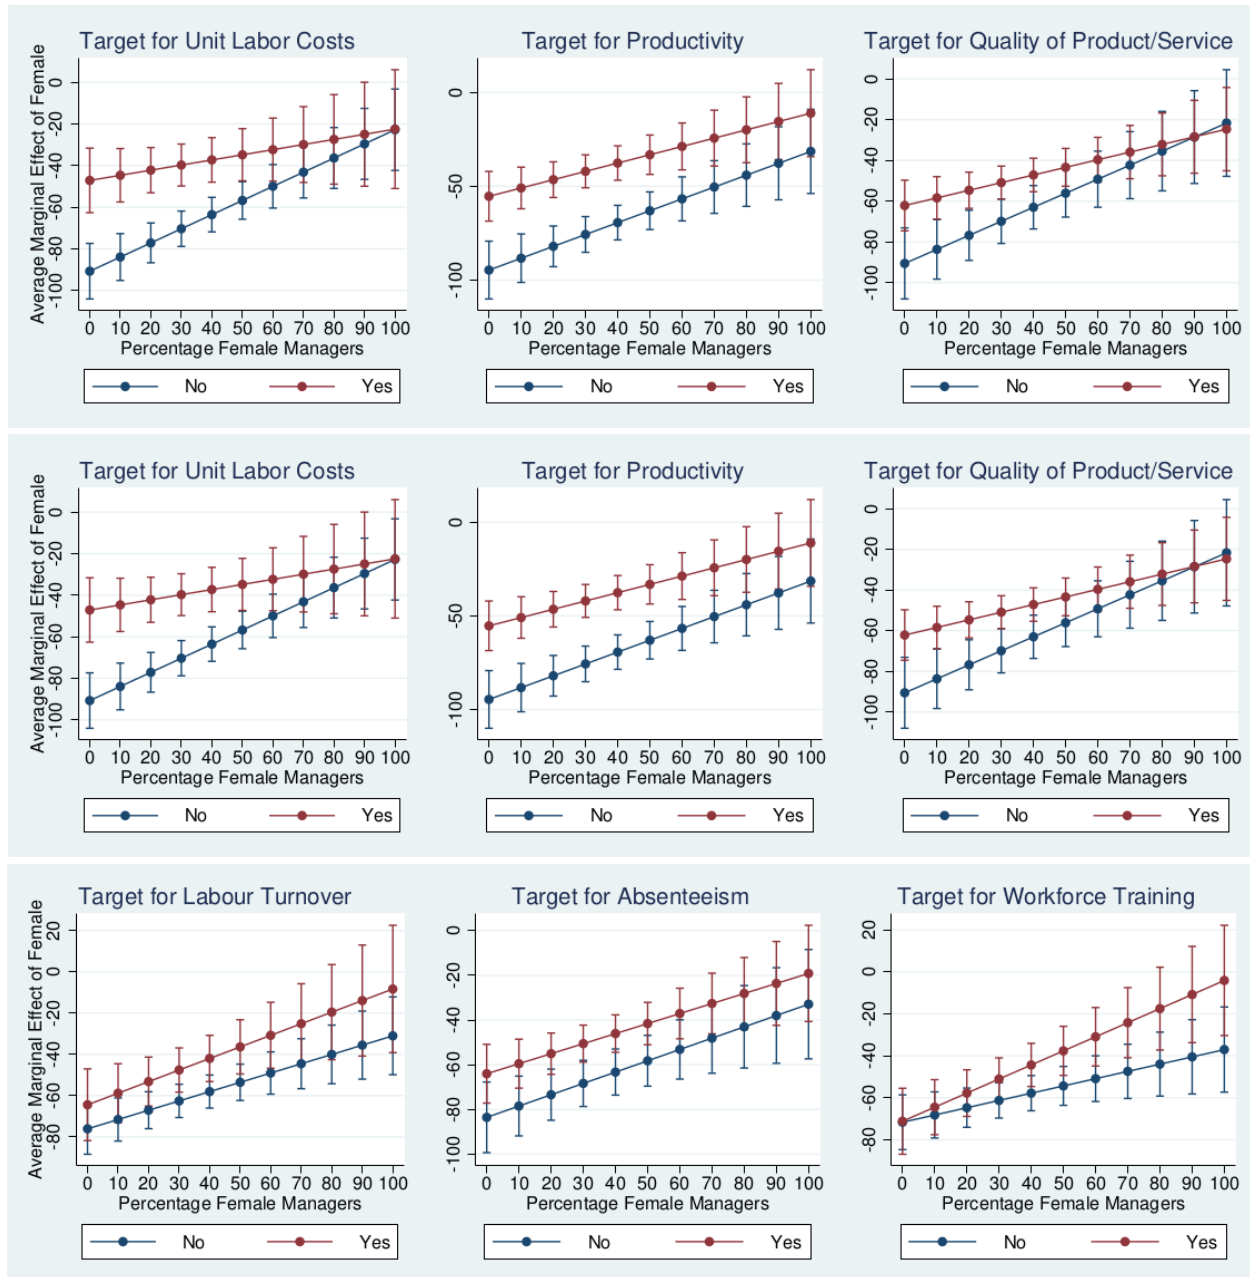 Target for Unit Labor Costs
Target for Productivity
Target for Quality of Product/Service
Average Marginal Effect of Female
0
-20
-40
-60
-80
-100
0 10 20 30 40 50 60 70 80 90 100
Percentage Female Managers
No Yes
0
-50
-100
0 10 20 30 40 50 60 70 80 90 100
Percentage Female Managers
No Yes
0
-20
-40
-60
-80
-100
0 10 20 30 40 50 60 70 80 90 100
Percentage Female Managers
No Yes
Target for Unit Labor Costs
Target for Productivity
Target for Quality of Product/Service
Average Marginal Effect of Female
0
-20
-40
-60
-80
-100
0 10 20 30 40 50 60 70 80 90 100
Percentage Female Managers
No Yes
0
-50
-100
0 10 20 30 40 50 60 70 80 90 100
Percentage Female Managers
No Yes
0
-20
-40
-60
-80
-100
0 10 20 30 40 50 60 70 80 90 100
Percentage Female Managers
No Yes
Target for Labour Turnover
Target for Absenteeism
Target for Workforce Training
Average Marginal Effect of Female
20
0
-20
-40
-60
-80
0 10 20 30 40 50 60 70 80 90 100
Percentage Female Managers
No Yes
0
-20
-40
-60
-80
-100
0 10 20 30 40 50 60 70 80 90 100
Percentage Female Managers
No Yes
20
0
-20
-40
-60
-80
0 10 20 30 40 50 60 70 80 90 100
Percentage Female Managers
No Yes